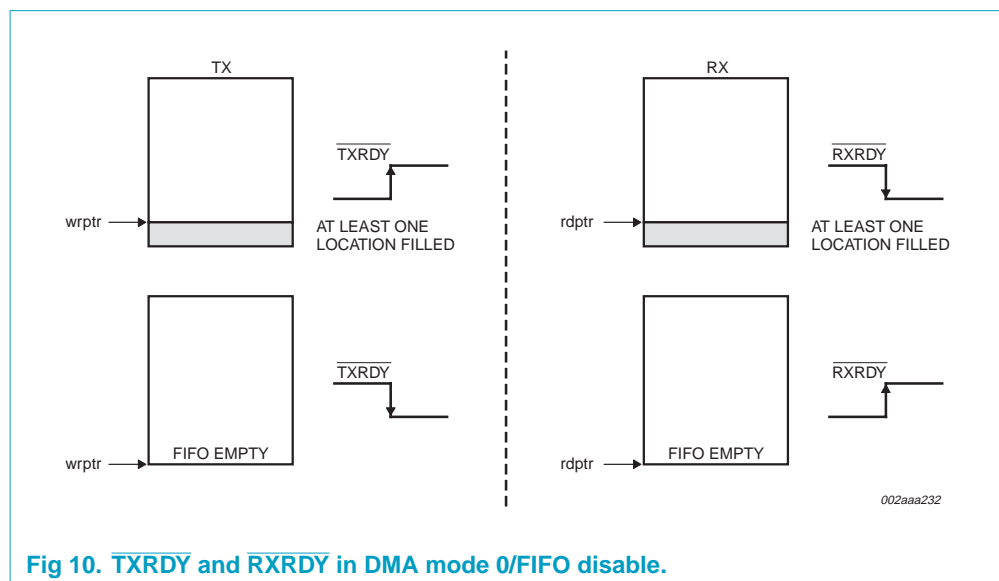 TX
TXRDY
wrptr
AT LEAST ONE
LOCATION FILLED
TXRDY
FIFO EMPTY
wrptr
RX
RXRDY
rdptr
AT LEAST ONE
LOCATION FILLED
RXRDY
FIFO EMPTY
rdptr
002aaa232
Fig 10. TXRDY and RXRDY in DMA mode 0/FIFO disable.